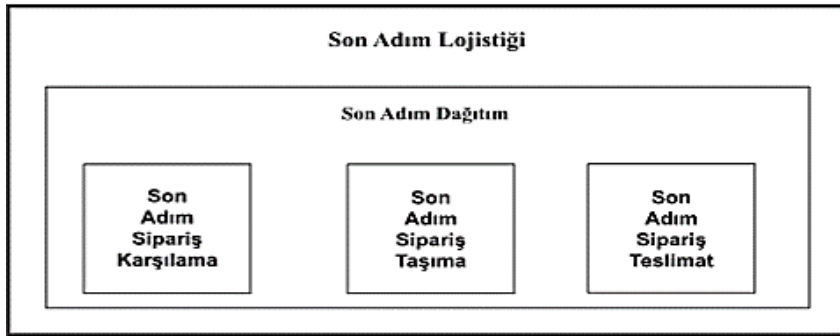 Son Adım Lojistiği
Son Adım Dağıtım
Son
Adım
Sipariş
Karşılama
Son
Adım
Sipariş
Taşıma
Son
Adım
Sipariş
Teslimat